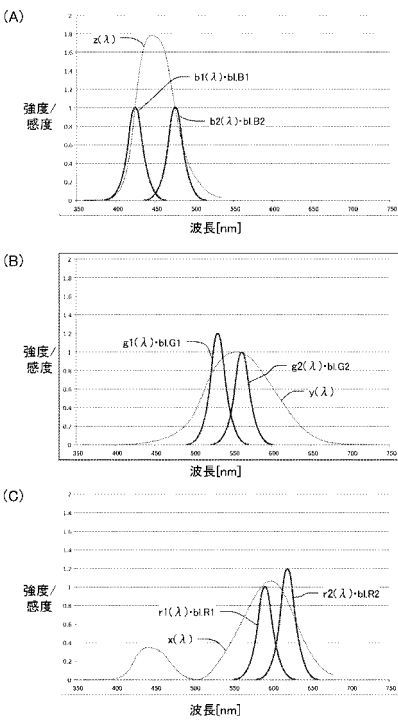 (A)
強度/
感度
2
1.8
1.6
1.4
1.2
1
0.8
0.6
0.4
0.2
0
z(λ)
b1(λ)・bl.B1
b2(λ)・bl.B2
350 400 450 500 550 600 650 700 750
波長[nm]
(B)
強度/
感度
2
1.8
1.6
1.4
1.2
1
0.8
0.6
0.4
0.2
0
g1(λ)・bl.G1
g2(λ)・bl.G2
y(λ)
350 400 450 500 550 600 650 700 750
波長[nm]
(C)
強度/
感度
2
1.8
1.6
1.4
1.2
1
0.8
0.6
0.4
0.2
0
r2(λ)・bl.R2
r1(λ)・bl.R1
x(λ)
350 400 450 500 550 600 650 700 750
波長[nm]